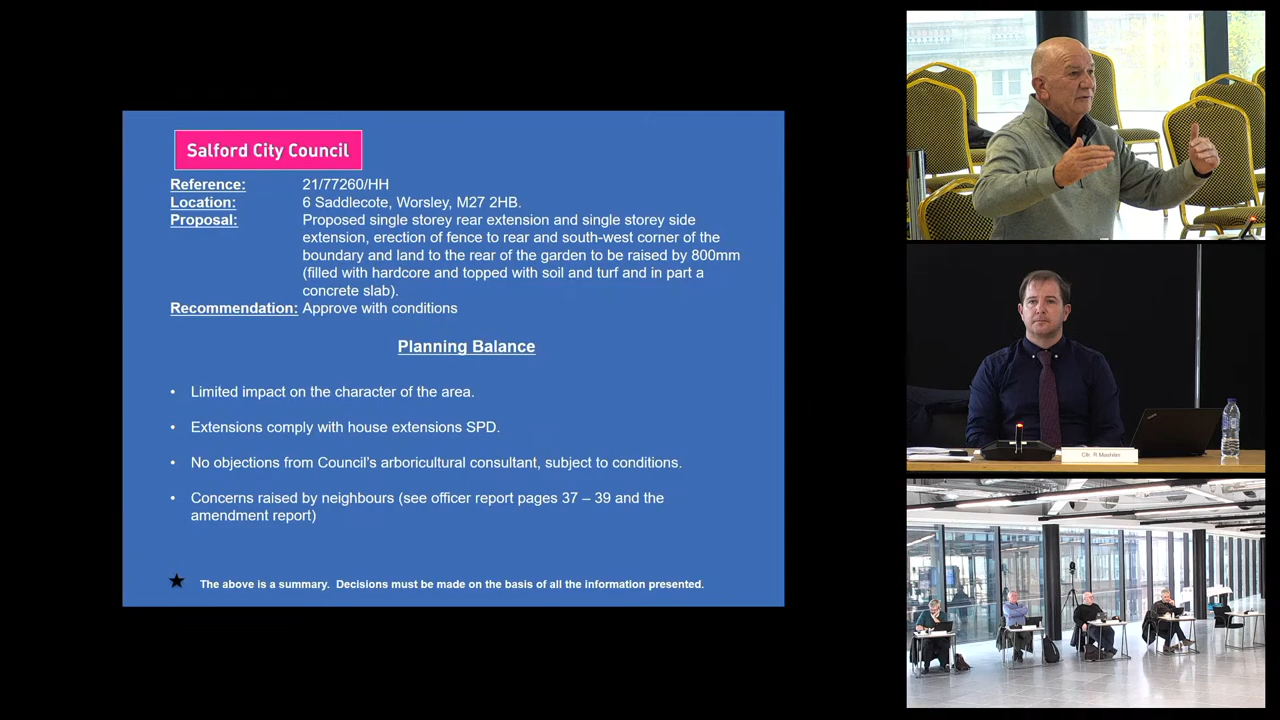 Salford City Council
Reference: 21/77260/HH
Location: 6 Saddlecote, Worsley, M27 2HB.
Proposal: Proposed single storey rear extension and single storey side
extension, erection of fence to rear and south-west corner of the
boundary and land to the rear of the garden to be raised by 800mm
(filled with hardcore and topped with soil and turf and in part a
concrete slab).
Recommendation: Approve with conditions
Planning Balance
• Limited impact on the character of the area.
• Extensions comply with house extensions SPD.
• No objections from Council's arboricultural consultant, subject to conditions.
• Concerns raised by neighbours (see officer report pages 37 – 39 and the
amendment report)
★ The above is a summary. Decisions must be made on the basis of all the information presented.
Cllr. R Mashiter